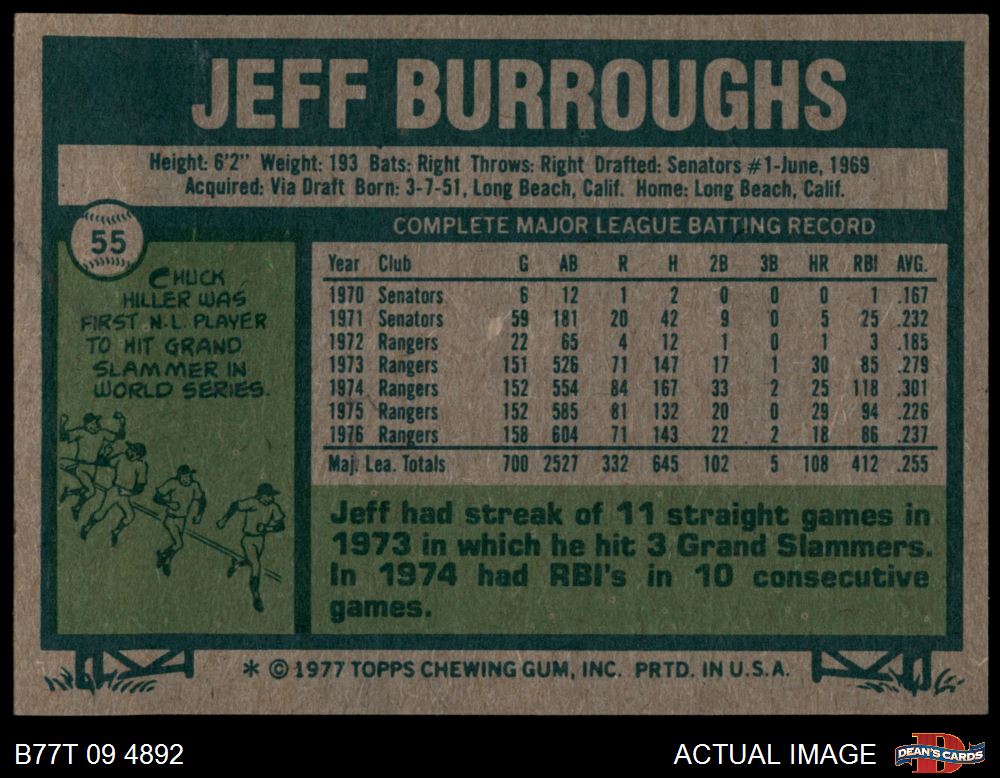 JEFF BURROUGHS
Height: 6'2" Weight: 193 Bats: Right Throws: Right Drafted: Senators #1-June, 1969
Acquired: Via Draft Born: 3-7-51, Long Beach, Calif. Home: Long Beach, Calif.
55
CHUCK
HILLER WAS
FIRST N.L. PLAYER
TO HIT GRAND
SLAMMER IN
WORLD SERIES.
COMPLETE MAJOR LEAGUE BATTING RECORD
Year Club G AB R H 2B 3B HR RBI AVG.
1970 Senators 6 12 1 2 0 0 0 1 .167
1971 Senators 59 181 20 42 9 0 5 25 .232
1972 Rangers 22 65 4 12 1 0 1 3 .185
1973 Rangers 151 526 71 147 17 1 30 85 .279
1974 Rangers 152 554 84 167 33 2 25 118 .301
1975 Rangers 152 585 81 132 20 0 29 94 .226
1976 Rangers 158 604 71 143 22 2 18 86 .237
Maj. Lea. Totals 700 2527 332 645 102 5 108 412 .255
Jeff had streak of 11 straight games in
1973 in which he hit 3 Grand Slammers.
In 1974 had RBI's in 10 consecutive
games.
* © 1977 TOPPS CHEWING GUM, INC. PRTD. IN U.S.A.
B77T 09 4892
ACTUAL IMAGE
DEAN'S CARDS